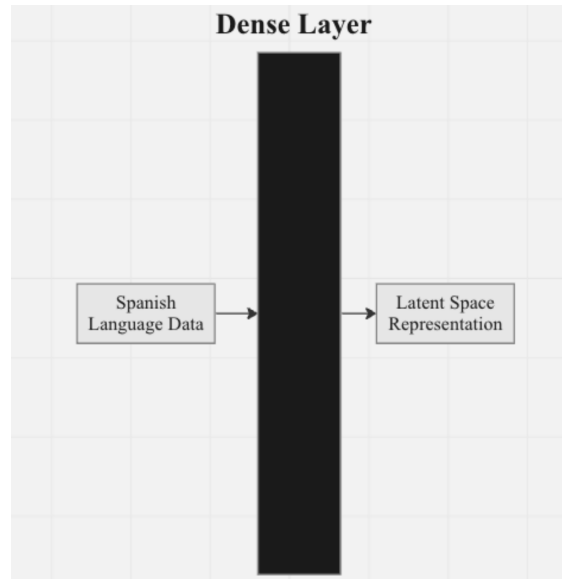 Dense Layer
Spanish
Language Data
Latent Space
Representation